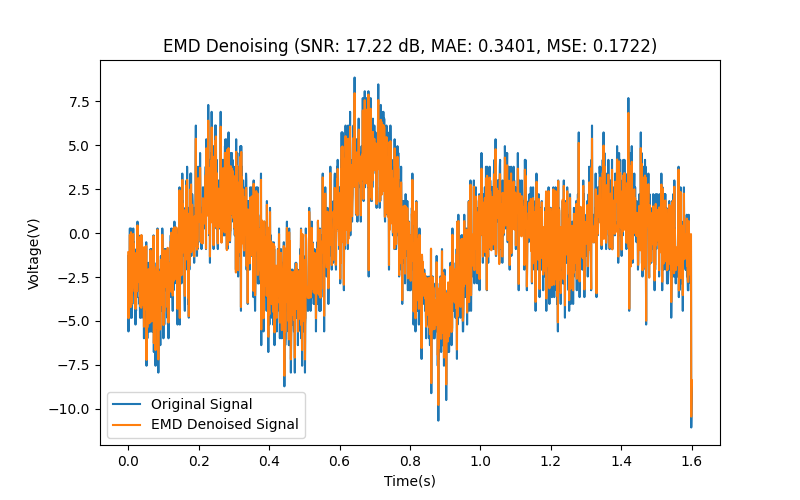 EMD Denoising (SNR: 17.22 dB, MAE: 0.3401, MSE: 0.1722)
Voltage(V)
7.5
5.0
2.5
0.0
−2.5
−5.0
−7.5
−10.0
Original Signal
EMD Denoised Signal
0.0 0.2 0.4 0.6 0.8 1.0 1.2 1.4 1.6
Time(s)